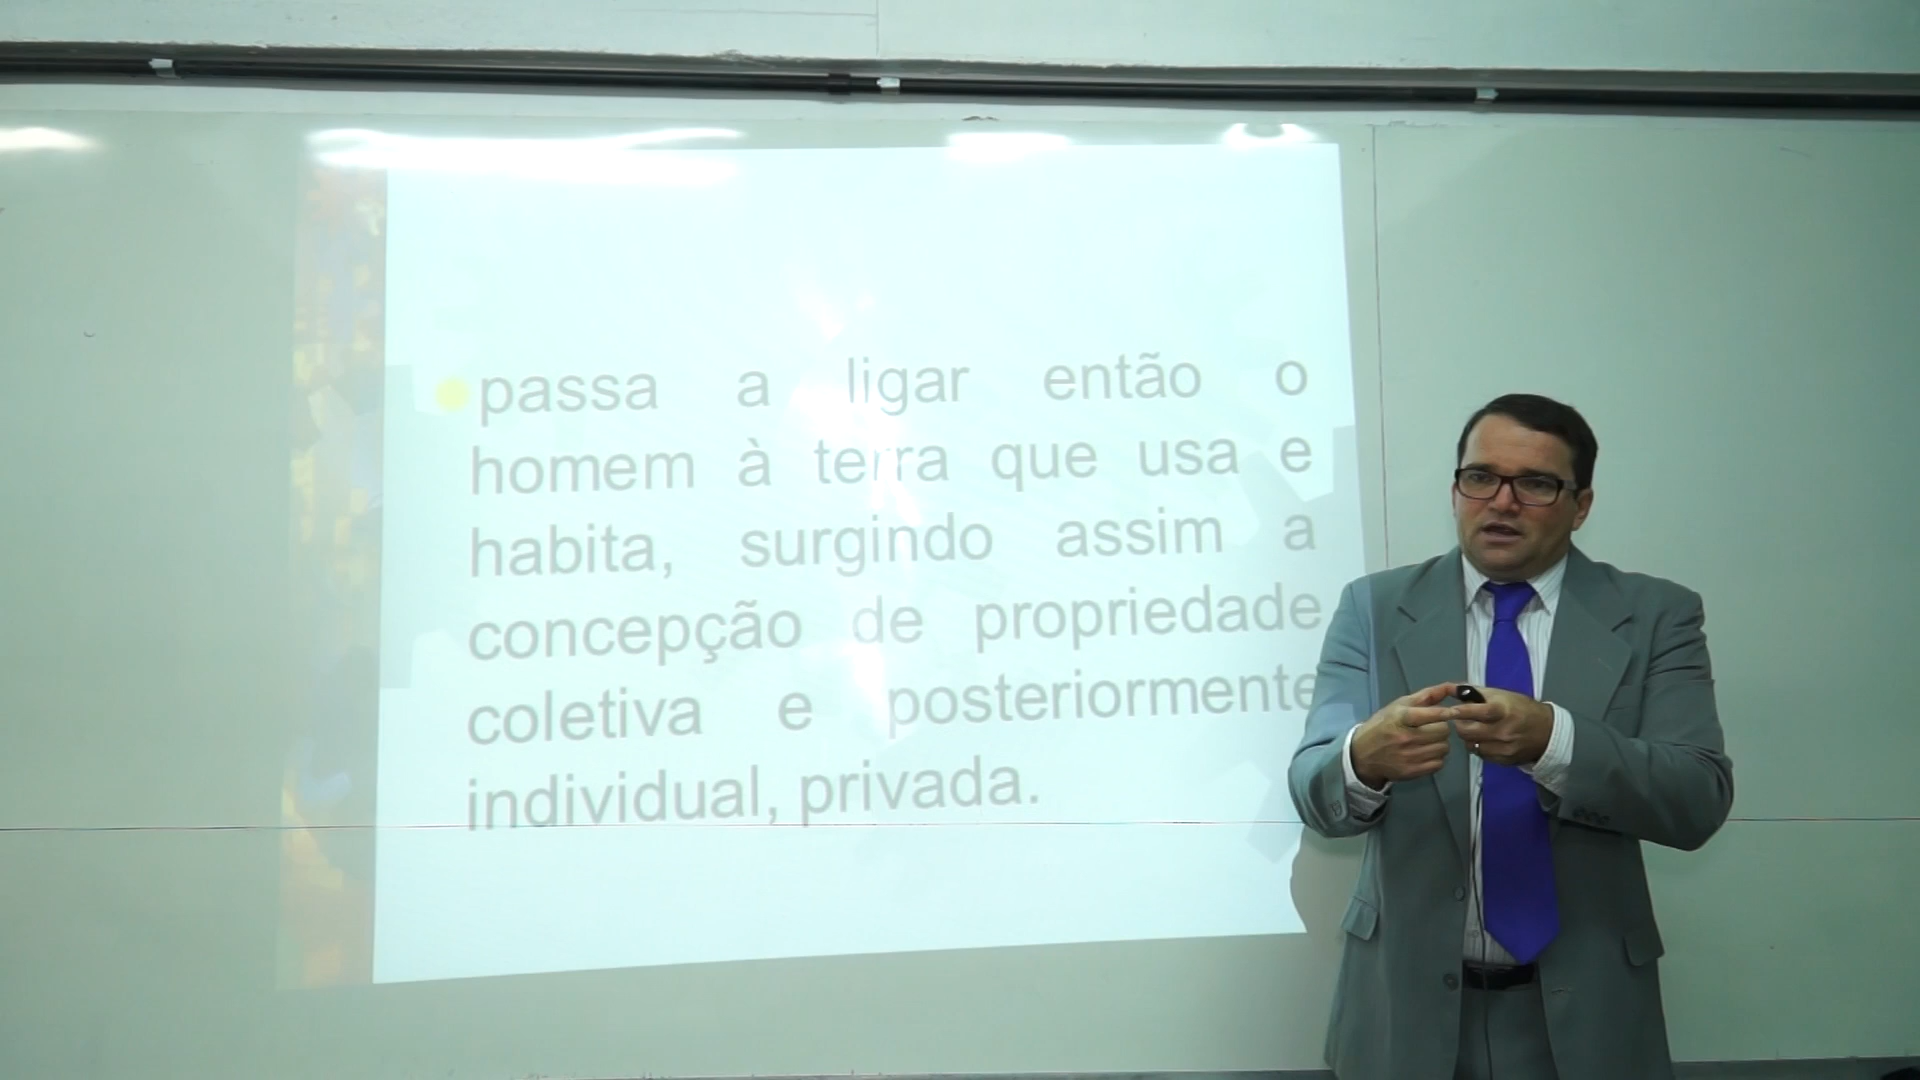 passa a ligar então o
homem à terra que usa e
habita, surgindo assim a
concepção de propriedade
coletiva e posteriormente
individual, privada.